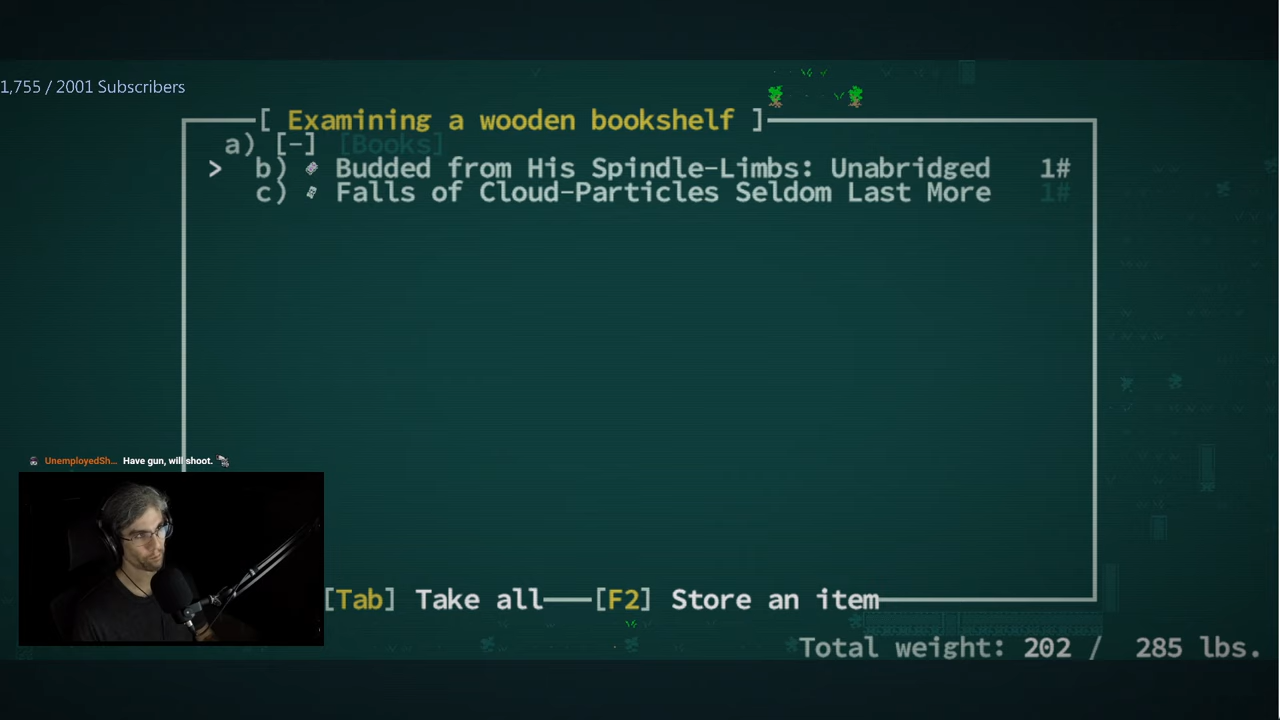 1,755 / 2001 Subscribers
[ Examining a wooden bookshelf ]
a) [-] [Books]
> b) Budded from His Spindle-Limbs: Unabridged 1#
c) Falls of Cloud-Particles Seldom Last More 1#
UnemployedSh... Have gun, will shoot.
[Tab] Take all [F2] Store an item
Total weight: 202 / 285 lbs.